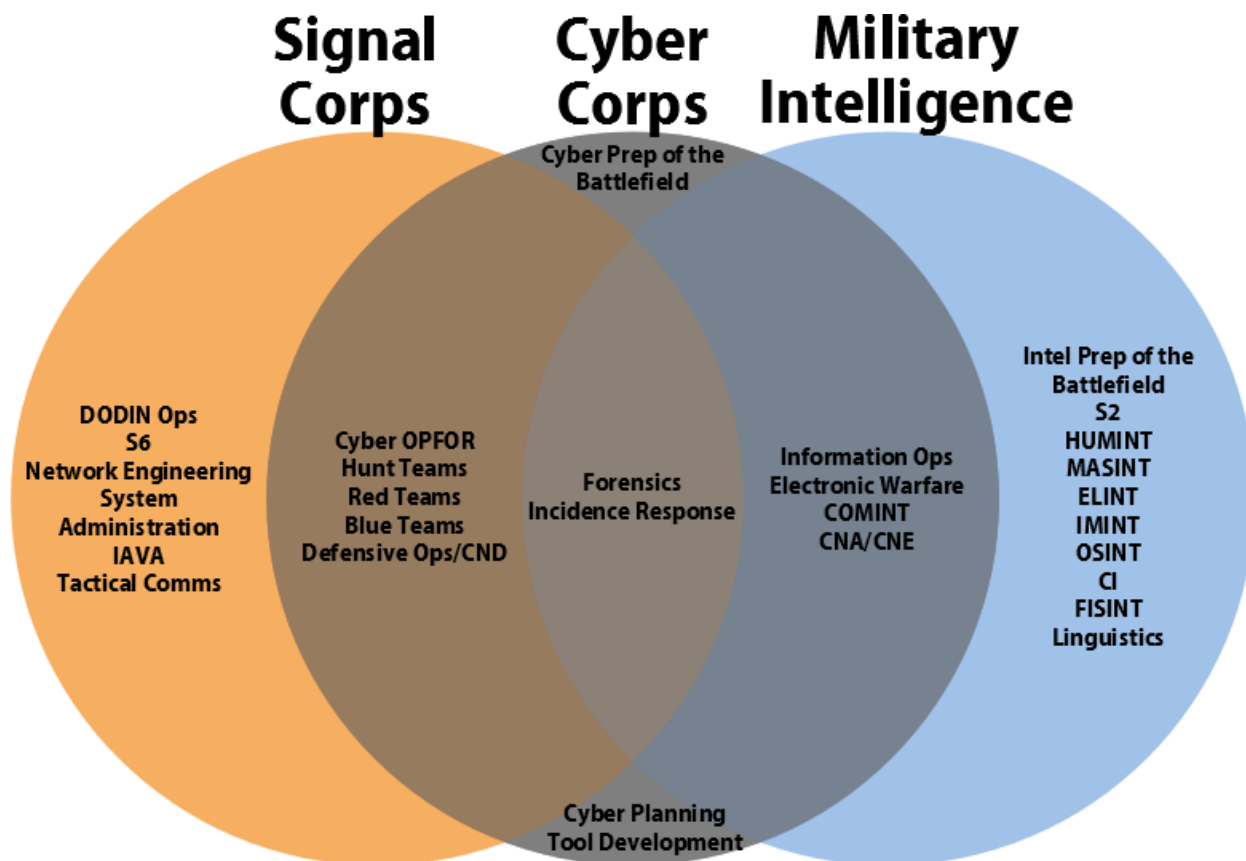 Signal
Corps
Cyber
Corps
Military
Intelligence
Cyber Prep of the
Battlefield
DODIN Ops
S6
Network Engineering
System
Administration
IAVA
Tactical Comms
Cyber OPFOR
Hunt Teams
Red Teams
Blue Teams
Defensive Ops/CND
Forensics
Incidence Response
Information Ops
Electronic Warfare
COMINT
CNA/CNE
Intel Prep of the
Battlefield
S2
HUMINT
MASINT
ELINT
IMINT
OSINT
CI
FISINT
Linguistics
Cyber Planning
Tool Development